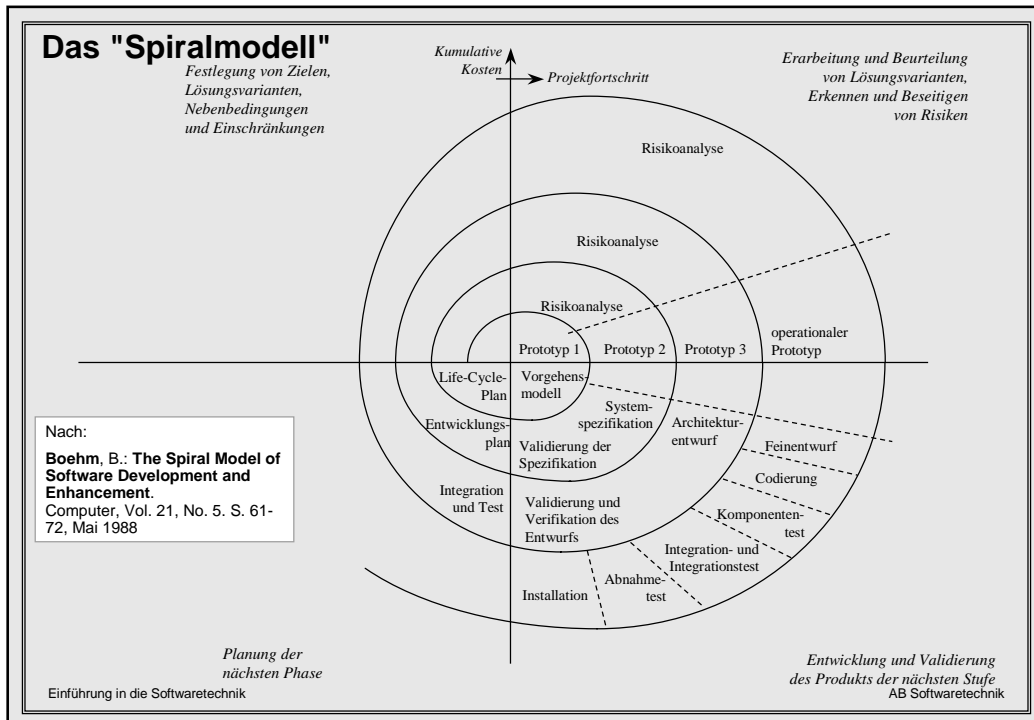 Das "Spiralmodell"
Festlegung von Zielen,
Lösungsvarianten,
Nebenbedingungen
und Einschränkungen
Kumulative
Kosten
Projektfortschritt
Erarbeitung und Beurteilung
von Lösungsvarianten,
Erkennen und Beseitigen
von Risiken
Risikoanalyse
Risikoanalyse
Risikoanalyse
Prototyp 1
Prototyp 2
Prototyp 3
operationaler
Prototyp
Life-Cycle-
Plan
Vorgehens-
modell
Entwicklungs-
plan
System-
spezifikation
Validierung der
Spezifikation
Architektur-
entwurf
Feinentwurf
Codierung
Komponenten-
test
Integration- und
Integrationstest
Abnahme-
test
Installation
Integration
und Test
Validierung und
Verifikation des
Entwurfs
Nach:
Boehm, B.: The Spiral Model of
Software Development and
Enhancement.
Computer, Vol. 21, No. 5. S. 61-
72, Mai 1988
Planung der
nächsten Phase
Entwicklung und Validierung
des Produkts der nächsten Stufe
Einführung in die Softwaretechnik
AB Softwaretechnik